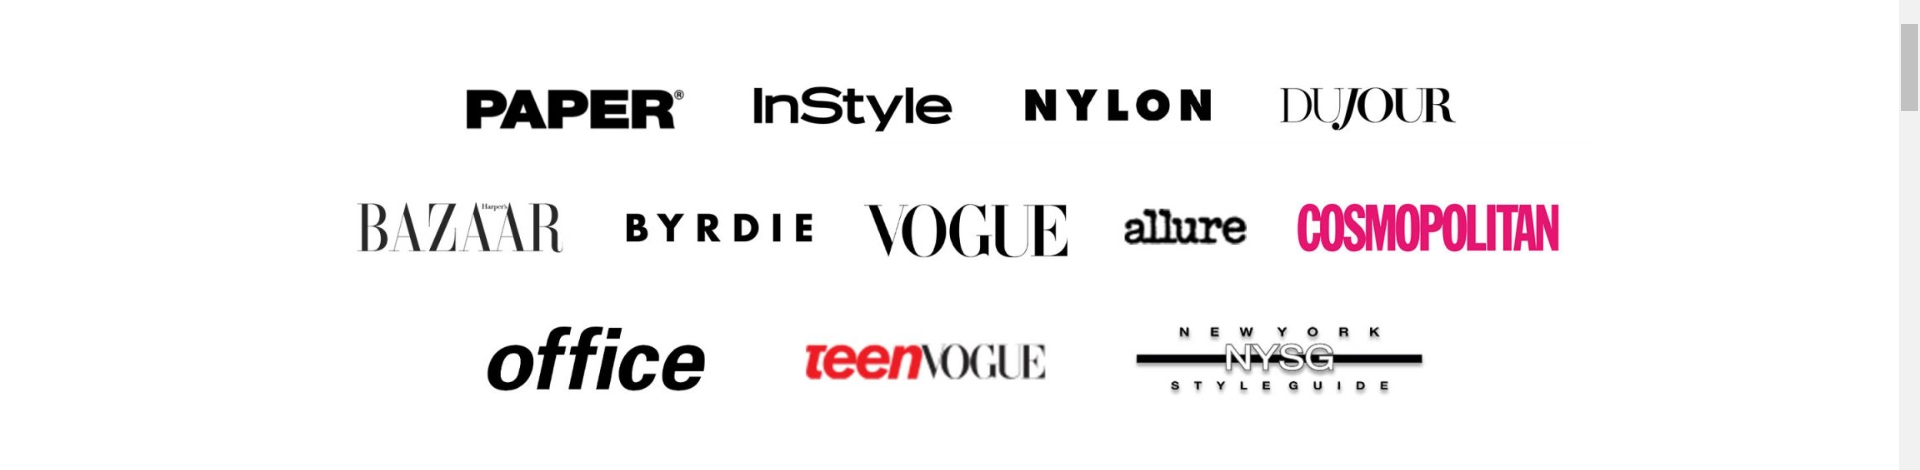 PAPER® InStyle NYLON DUJOUR
Harper's BAZAAR BYRDIE VOGUE allure COSMOPOLITAN
office teenVOGUE NEW YORK
NYSG
STYLE GUIDE